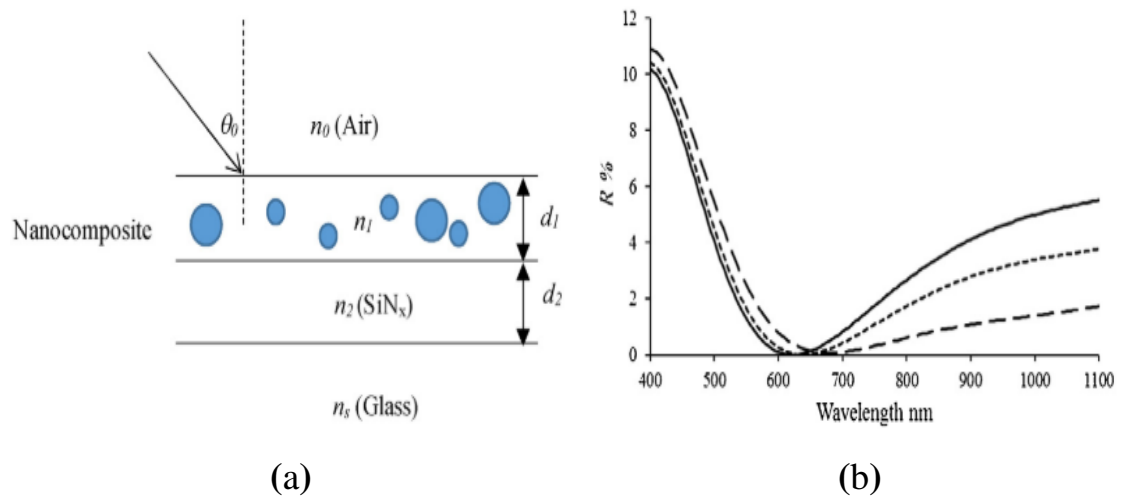 θ₀
n₀ (Air)
Nanocomposite
n₁
d₁
n₂ (SiNₓ)
d₂
nₛ (Glass)
(a)
12
10
8
6
4
2
0
R %
400 500 600 700 800 900 1000 1100
Wavelength nm
(b)